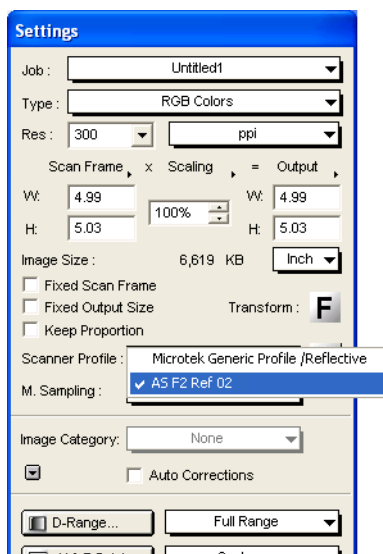 Settings
Job : Untitled1
Type : RGB Colors
Res : 300 ppi
Scan Frame x Scaling = Output
W: 4.99 100% W: 4.99
H: 5.03 H: 5.03
Image Size : 6,619 KB Inch
Fixed Scan Frame
Fixed Output Size Transform : F
Keep Proportion
Scanner Profile : Microtek Generic Profile /Reflective
AS F2 Ref 02
M. Sampling :
Image Category: None
Auto Corrections
D-Range... Full Range